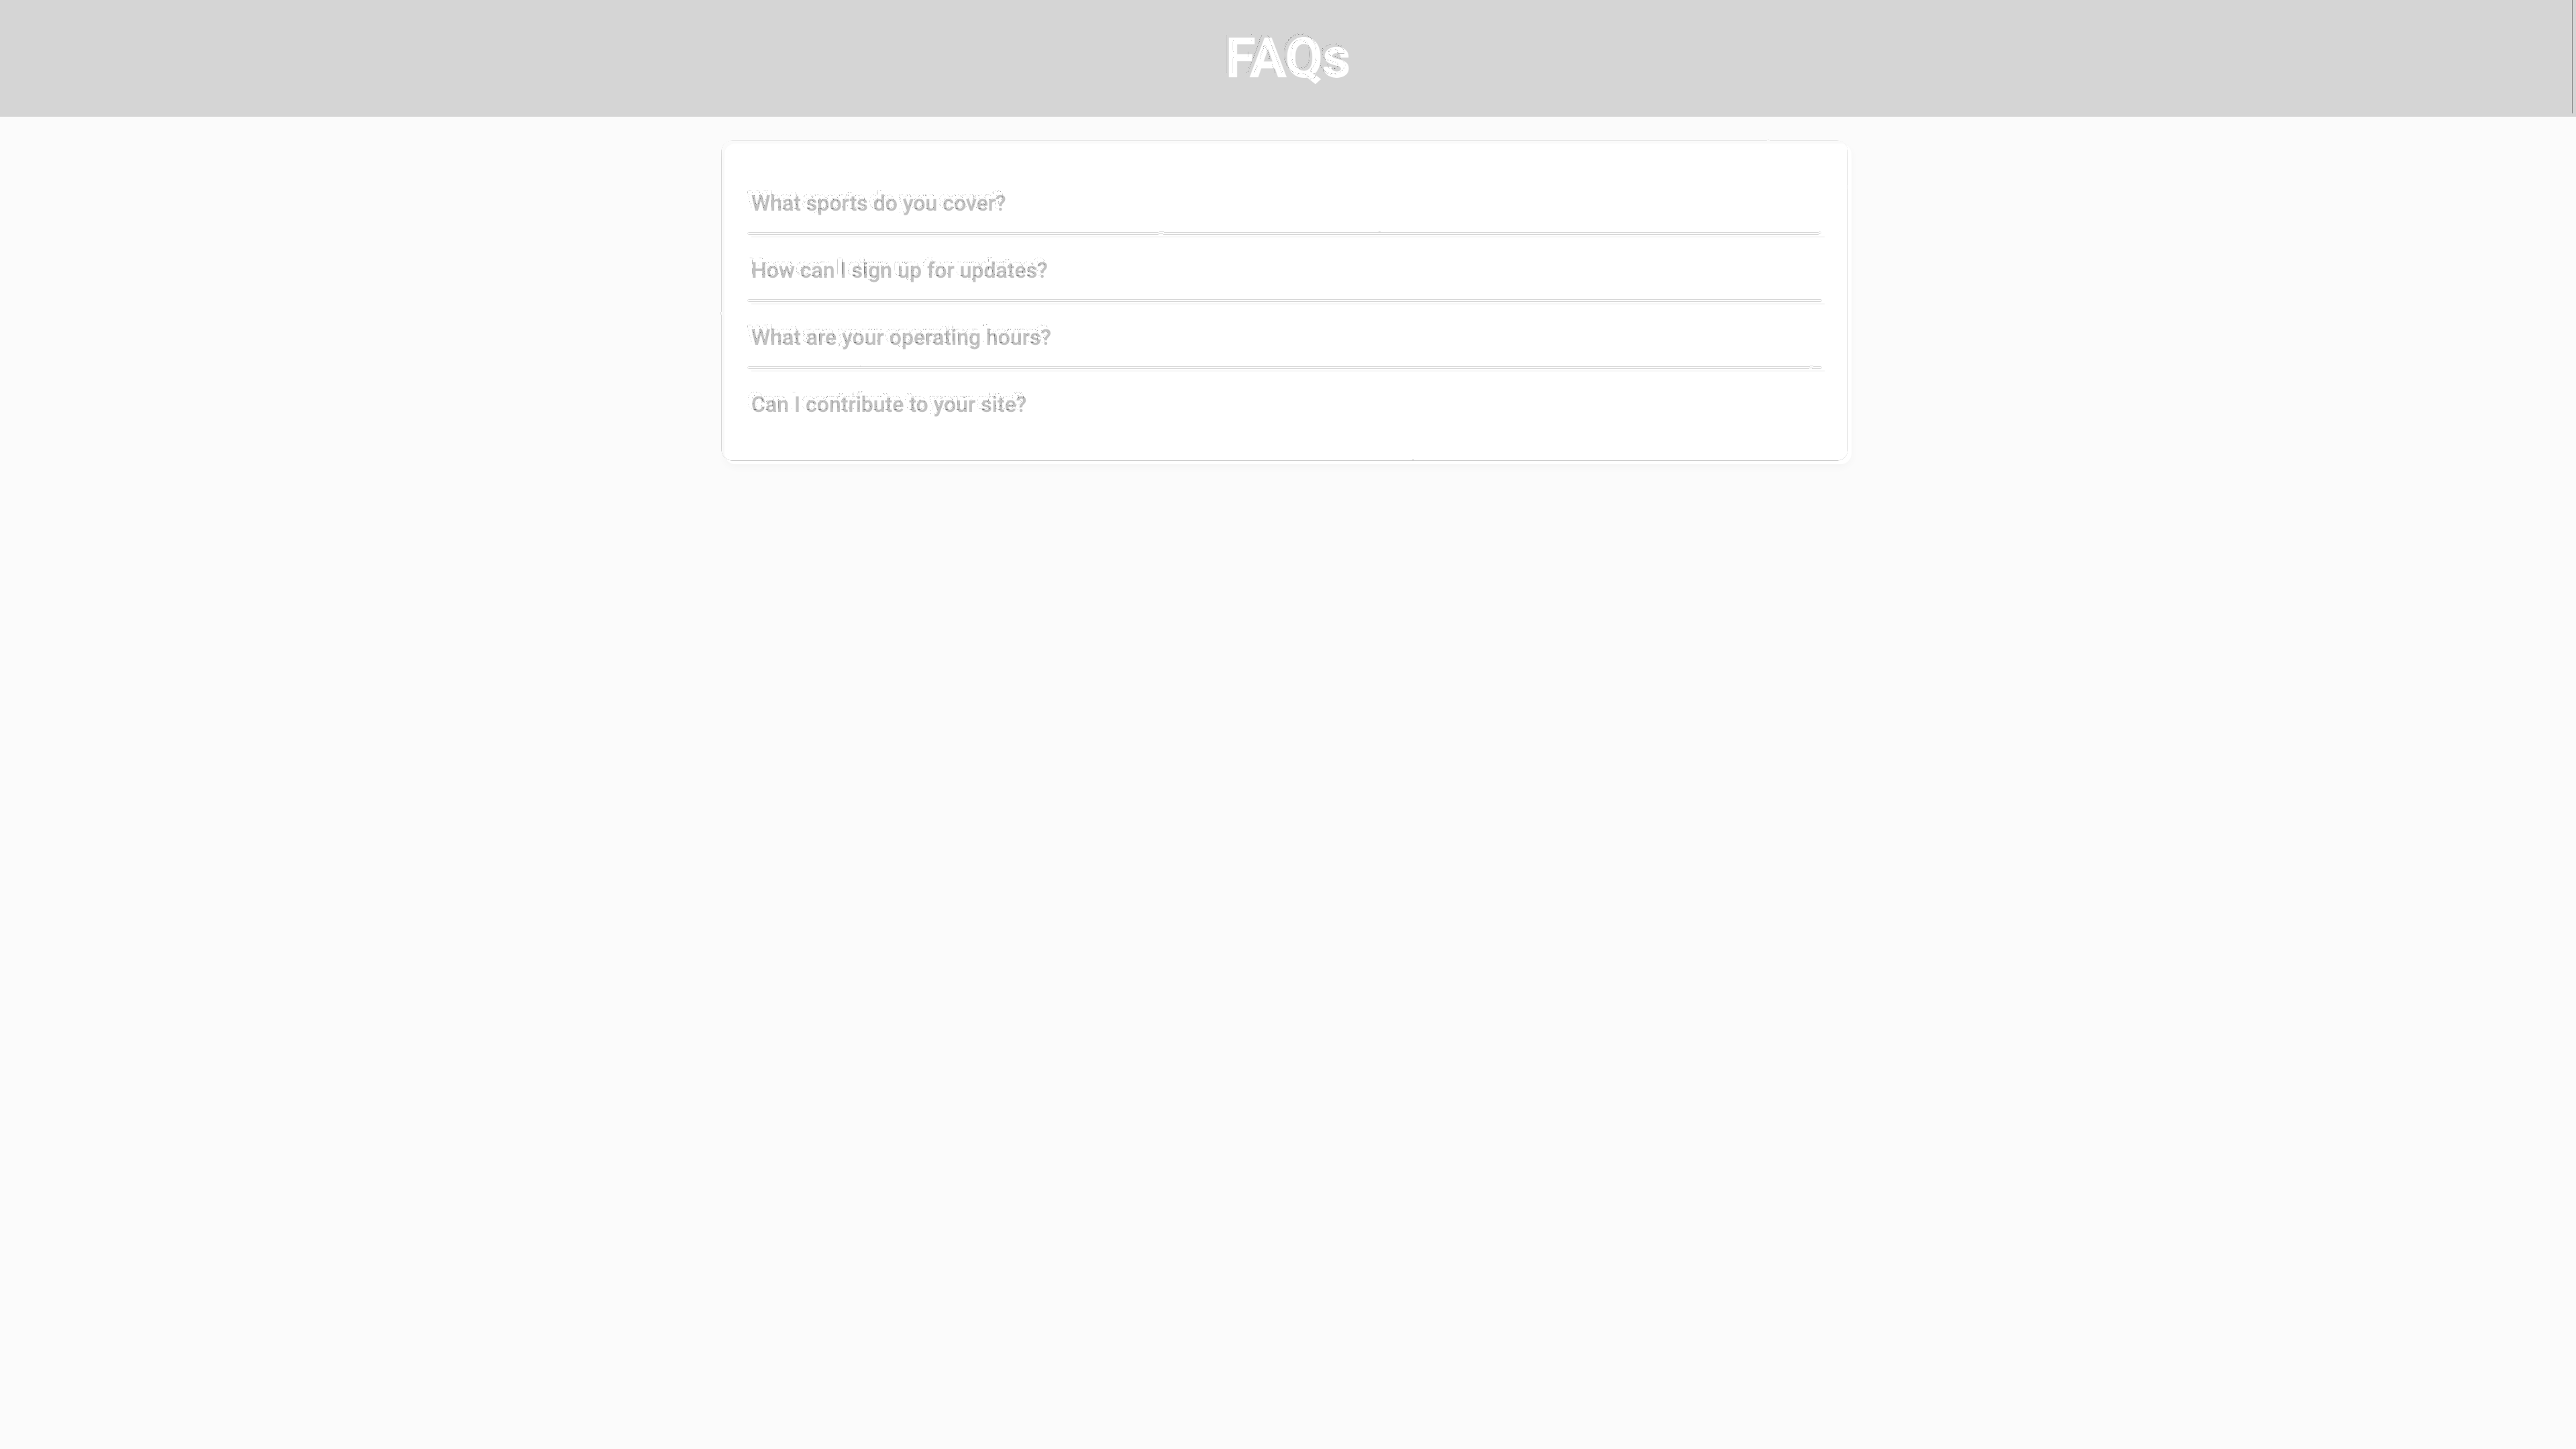 FAQs
What sports do you cover?
How can I sign up for updates?
What are your operating hours?
Can I contribute to your site?